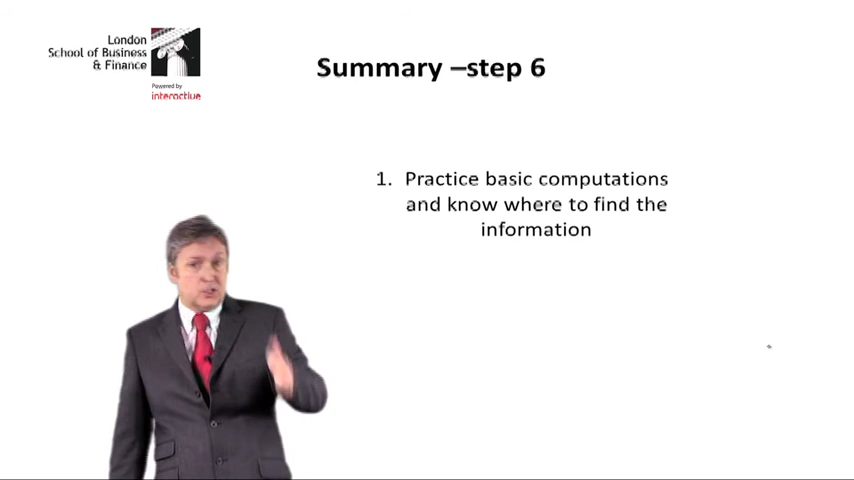 London
School of Business
& Finance
Powered by
interactive
Summary –step 6
1. Practice basic computations
and know where to find the
information